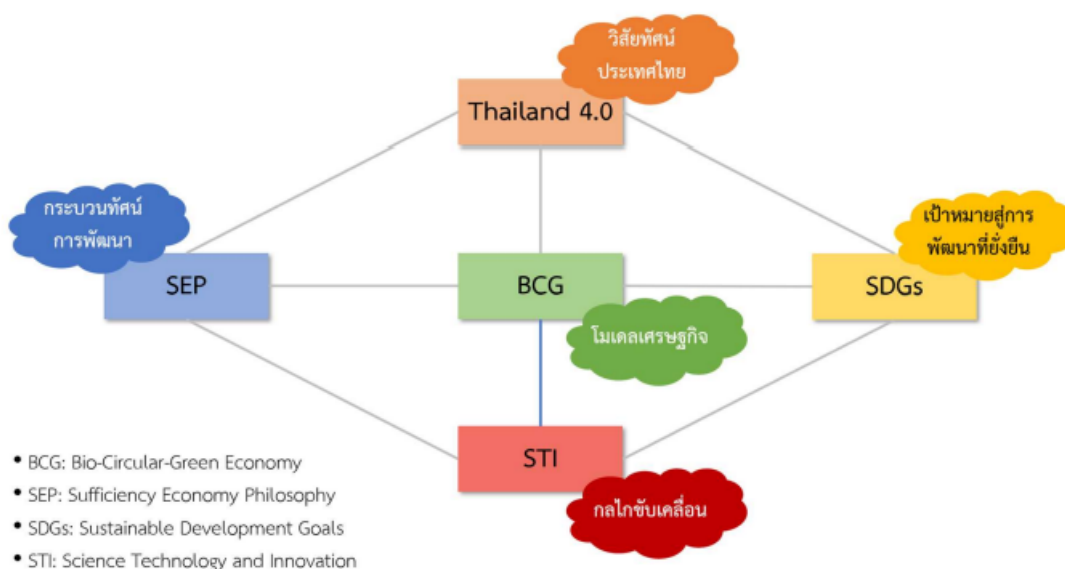 วิสัยทัศน์
ประเทศไทย
Thailand 4.0
กระบวนทัศน์
การพัฒนา
SEP
BCG
เป้าหมายสู่การ
พัฒนาที่ยั่งยืน
SDGs
โมเดลเศรษฐกิจ
STI
กลไกขับเคลื่อน
• BCG: Bio-Circular-Green Economy
• SEP: Sufficiency Economy Philosophy
• SDGs: Sustainable Development Goals
• STI: Science Technology and Innovation